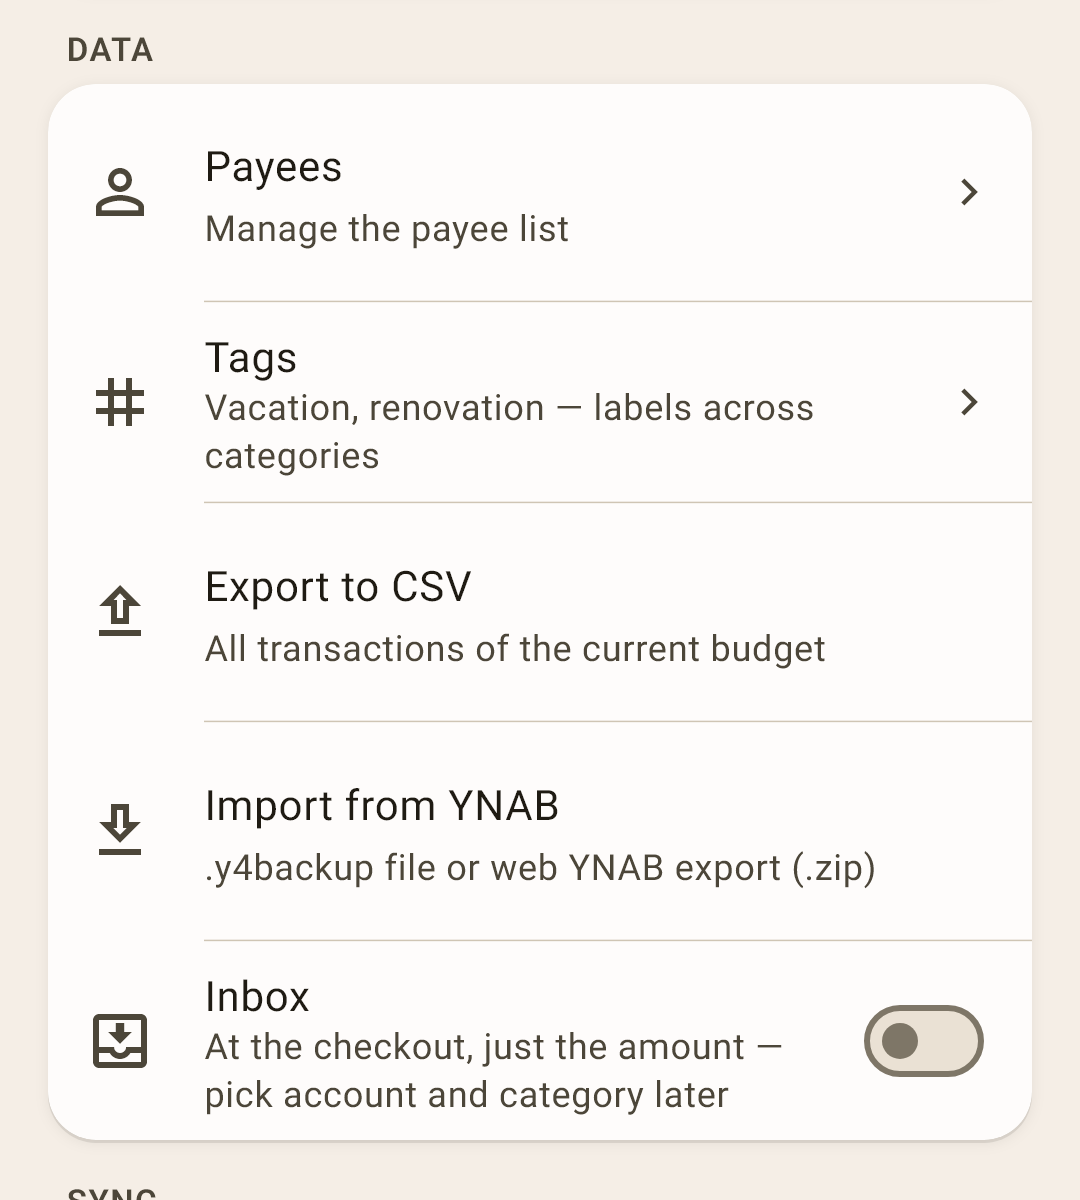 DATA
Payees
Manage the payee list
Tags
Vacation, renovation — labels across
categories
Export to CSV
All transactions of the current budget
Import from YNAB
.y4backup file or web YNAB export (.zip)
Inbox
At the checkout, just the amount —
pick account and category later
SYNC